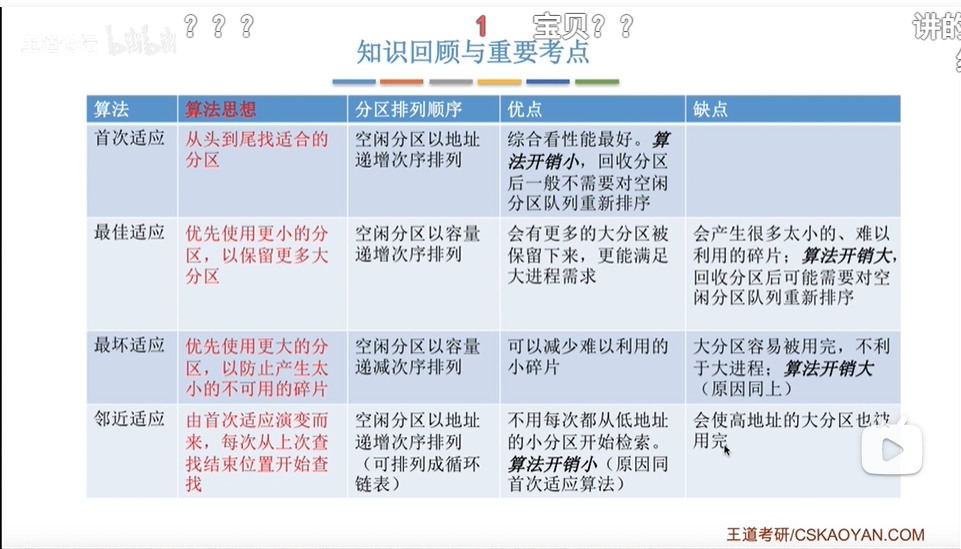 王道论坛 bilibili
？？？
1
宝贝？？
讲的
知识回顾与重要考点
算法
算法思想
分区排列顺序
优点
缺点
首次适应
从头到尾找适合的
分区
空闲分区以地址
递增次序排列
综合看性能最好。算
法开销小，回收分区
后一般不需要对空闲
分区队列重新排序
最佳适应
优先使用更小的分
区，以保留更多大
分区
空闲分区以容量
递增次序排列
会有更多的大分区被
保留下来，更能满足
大进程需求
会产生很多太小的、难以
利用的碎片；算法开销大，
回收分区后可能需要对空
闲分区队列重新排序
最坏适应
优先使用更大的分
区，以防止产生太
小的不可用的碎片
空闲分区以容量
递减次序排列
可以减少难以利用的
小碎片
大分区容易被用完，不利
于大进程；算法开销大
（原因同上）
邻近适应
由首次适应演变而
来，每次从上次查
找结束位置开始查
找
空闲分区以地址
递增次序排列
（可排列成循环
链表）
不用每次都从低地址
的小分区开始检索。
算法开销小（原因同
首次适应算法）
会使高地址的大分区也被
用完
王道考研/CSKAOYAN.COM